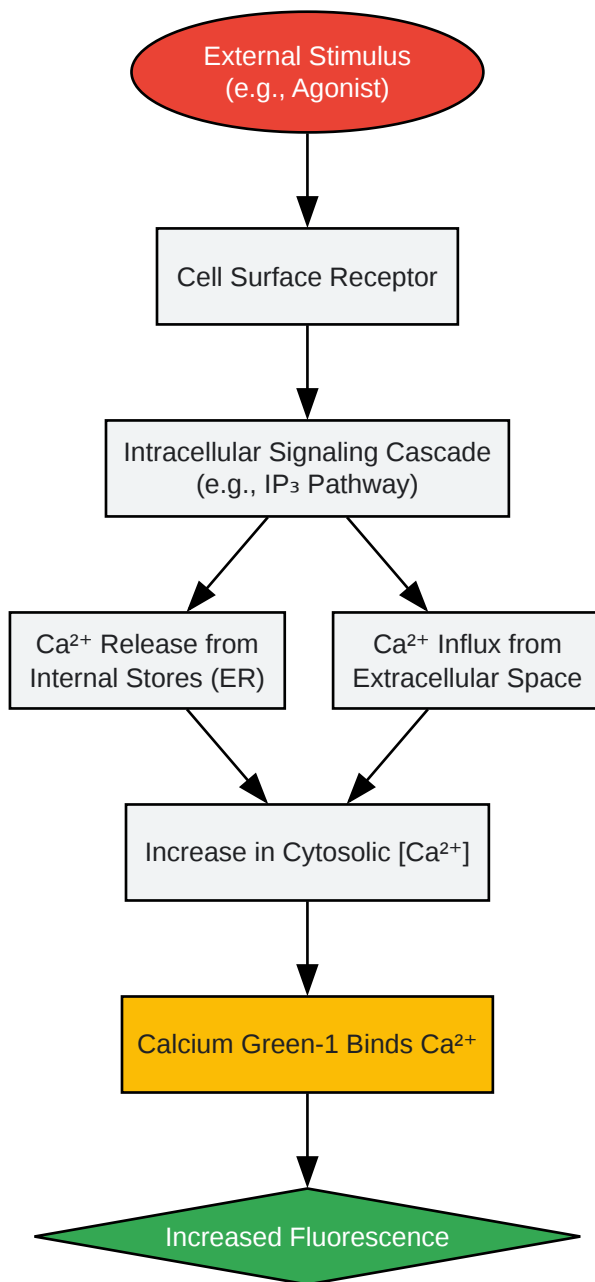 External Stimulus
(e.g., Agonist)
Cell Surface Receptor
Intracellular Signaling Cascade
(e.g., IP₃ Pathway)
Ca²⁺ Release from
Internal Stores (ER)
Ca²⁺ Influx from
Extracellular Space
Increase in Cytosolic [Ca²⁺]
Calcium Green-1 Binds Ca²⁺
Increased Fluorescence